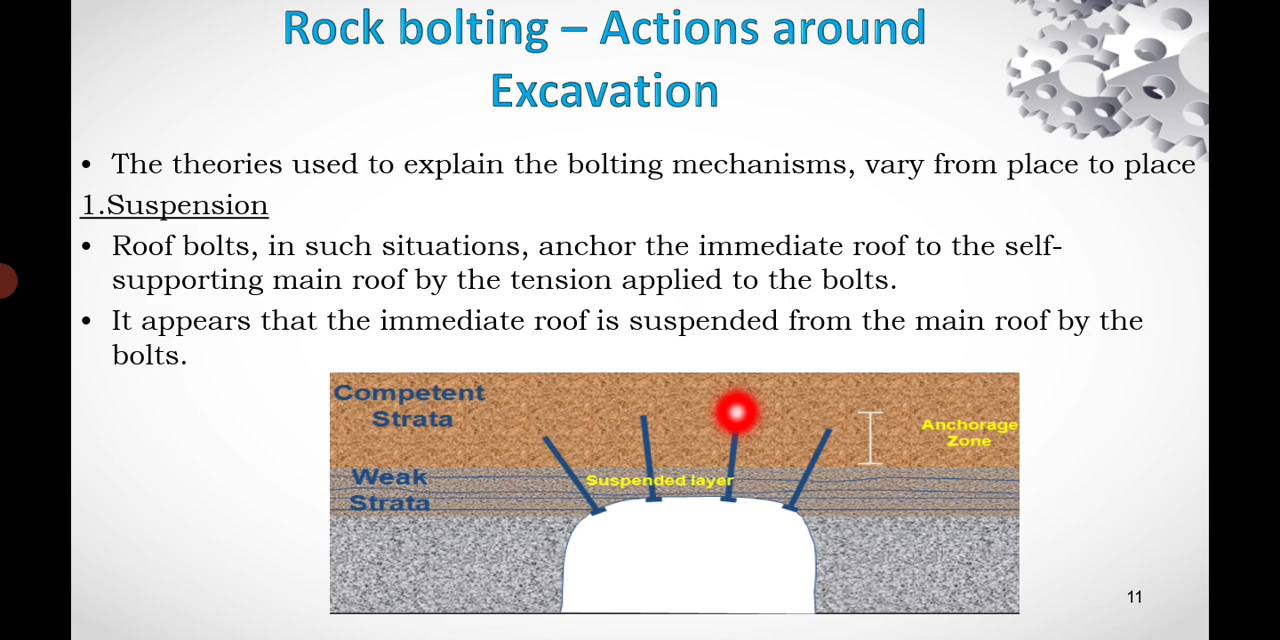 Rock bolting – Actions around
Excavation
• The theories used to explain the bolting mechanisms, vary from place to place
1.Suspension
• Roof bolts, in such situations, anchor the immediate roof to the self-
supporting main roof by the tension applied to the bolts.
• It appears that the immediate roof is suspended from the main roof by the
bolts.
Competent
Strata
Anchorage
Zone
Weak
Strata
Suspended layer
11